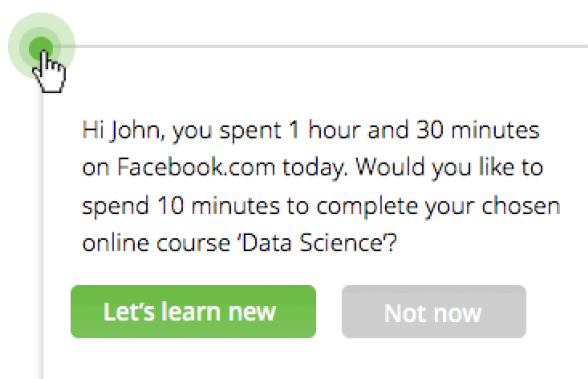 Hi John, you spent 1 hour and 30 minutes
on Facebook.com today. Would you like to
spend 10 minutes to complete your chosen
online course ‘Data Science’?
Let’s learn new
Not now